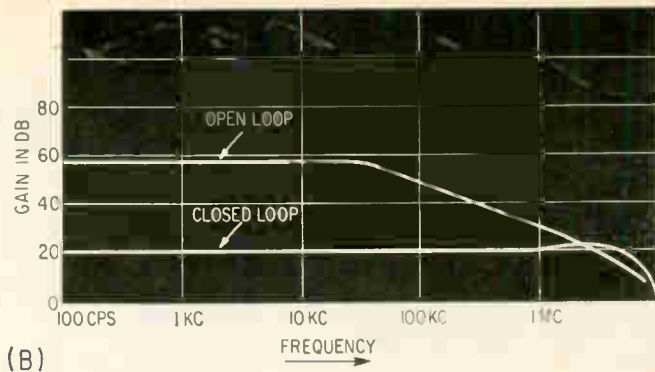 80
60
40
20
0
GAIN IN DB
OPEN LOOP
CLOSED LOOP
100 CPS 1 KC 10 KC 100 KC 1 MC
FREQUENCY
(B)